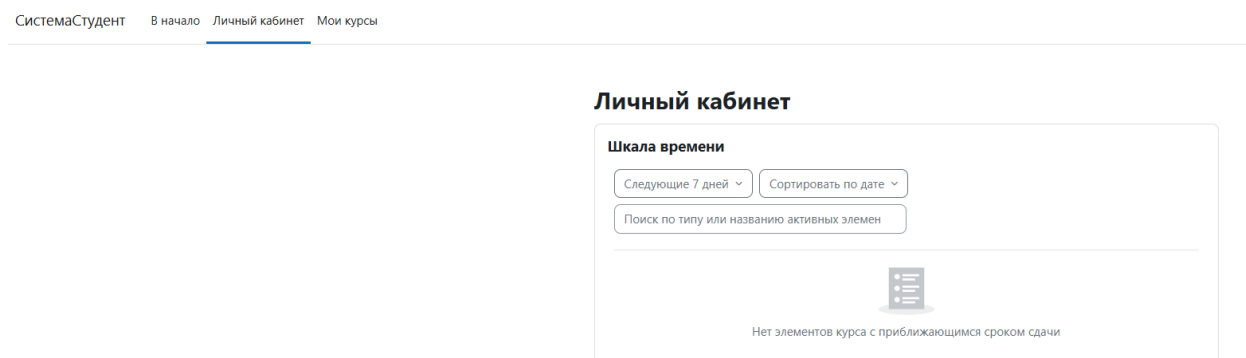 СистемаСтудент В начало Личный кабинет Мои курсы
Личный кабинет
Шкала времени
Следующие 7 дней Сортировать по дате
Поиск по типу или названию активных элемен
Нет элементов курса с приближающимся сроком сдачи